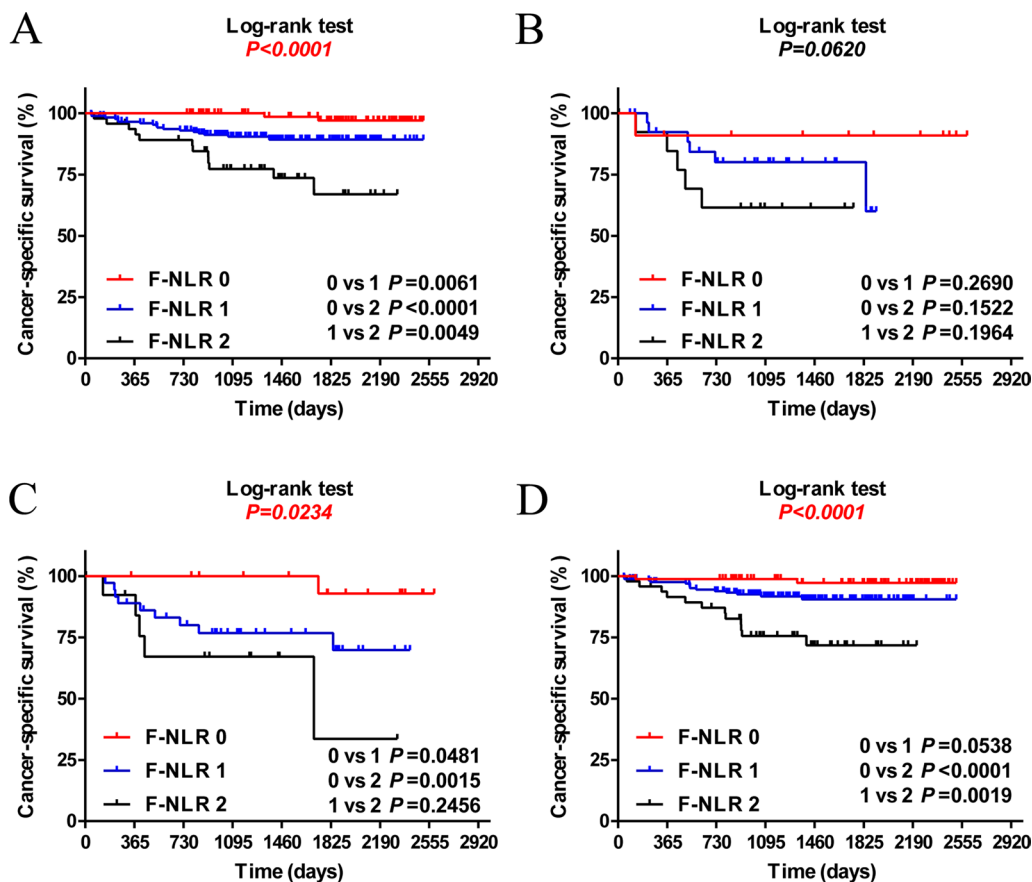 A
Log-rank test
P<0.0001
Cancer-specific survival (%)
100
75
50
25
0
F-NLR 0
F-NLR 1
F-NLR 2
0 vs 1 P=0.0061
0 vs 2 P<0.0001
1 vs 2 P=0.0049
0 365 730 1095 1460 1825 2190 2555 2920
Time (days)
B
Log-rank test
P=0.0620
Cancer-specific survival (%)
100
75
50
25
0
F-NLR 0
F-NLR 1
F-NLR 2
0 vs 1 P=0.2690
0 vs 2 P=0.1522
1 vs 2 P=0.1964
0 365 730 1095 1460 1825 2190 2555 2920
Time (days)
C
Log-rank test
P=0.0234
Cancer-specific survival (%)
100
75
50
25
0
F-NLR 0
F-NLR 1
F-NLR 2
0 vs 1 P=0.0481
0 vs 2 P=0.0015
1 vs 2 P=0.2456
0 365 730 1095 1460 1825 2190 2555 2920
Time (days)
D
Log-rank test
P<0.0001
Cancer-specific survival (%)
100
75
50
25
0
F-NLR 0
F-NLR 1
F-NLR 2
0 vs 1 P=0.0538
0 vs 2 P<0.0001
1 vs 2 P=0.0019
0 365 730 1095 1460 1825 2190 2555 2920
Time (days)